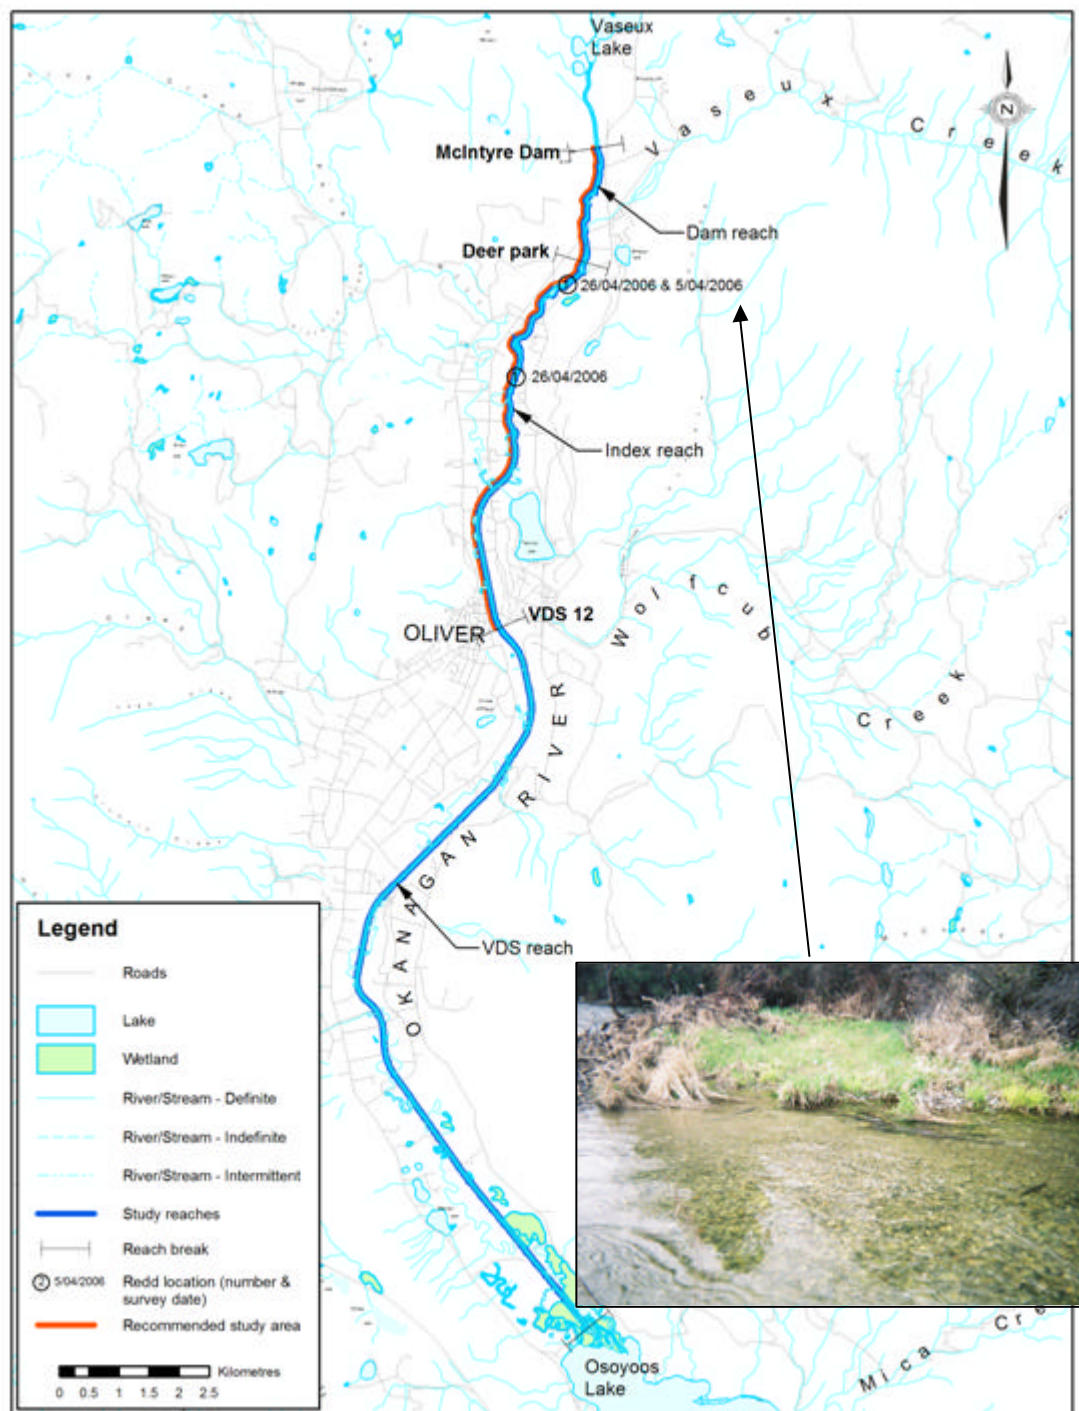 Vaseux
Lake
McIntyre Dam
Vaseux Creek
Dam reach
Deer park
26/04/2006 & 5/04/2006
26/04/2006
Index reach
VDS 12
OLIVER
Wolfcub Creek
OKANAGAN RIVER
VDS reach
Legend
Roads
Lake
Wetland
River/Stream - Definite
River/Stream - Indefinite
River/Stream - Intermittent
Study reaches
Reach break
2 5/04/2006 Redd location (number &
survey date)
Recommended study area
Kilometres
0 0.5 1 1.5 2 2.5
Osoyoos
Lake
Mica Cre
N